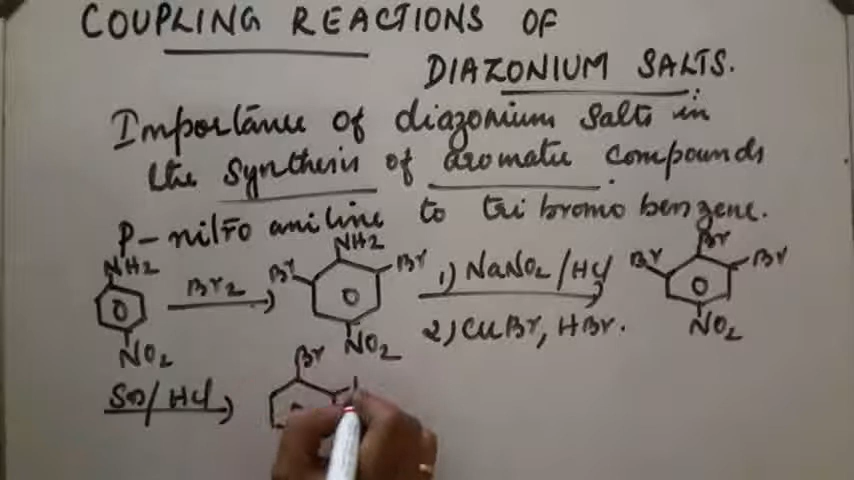 COUPLING REACTIONS OF
DIAZONIUM SALTS.
Importance of diazonium salts in
the synthesis of aromatic compounds
P-nitro aniline to tri bromo benzene.
NH2
NO2
Br2
NH2
Br
Br
NO2
1) NaNO2/HCl
2) CuBr, HBr.
Br
Br
Br
NO2
Sn/HCl
Br